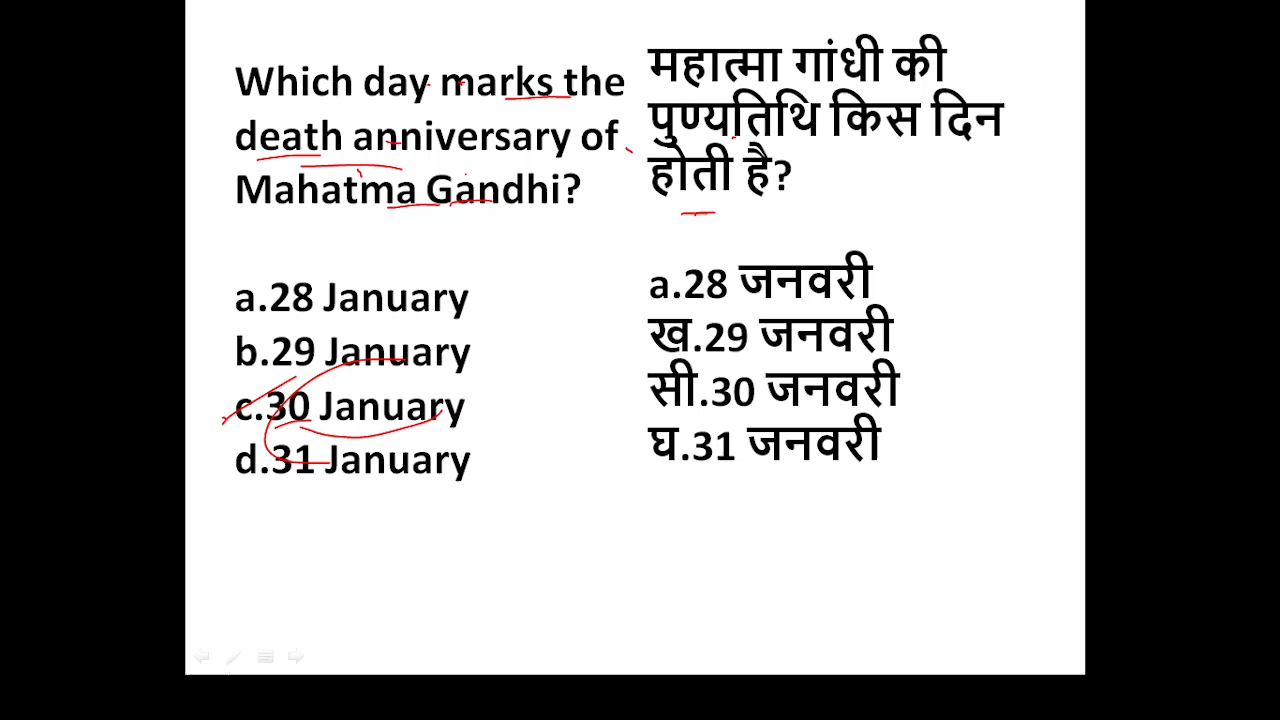 Which day marks the
death anniversary of
Mahatma Gandhi?
a.28 January
b.29 January
c.30 January
d.31 January
महात्मा गांधी की
पुण्यतिथि किस दिन
होती है?
a.28 जनवरी
ख.29 जनवरी
सी.30 जनवरी
घ.31 जनवरी